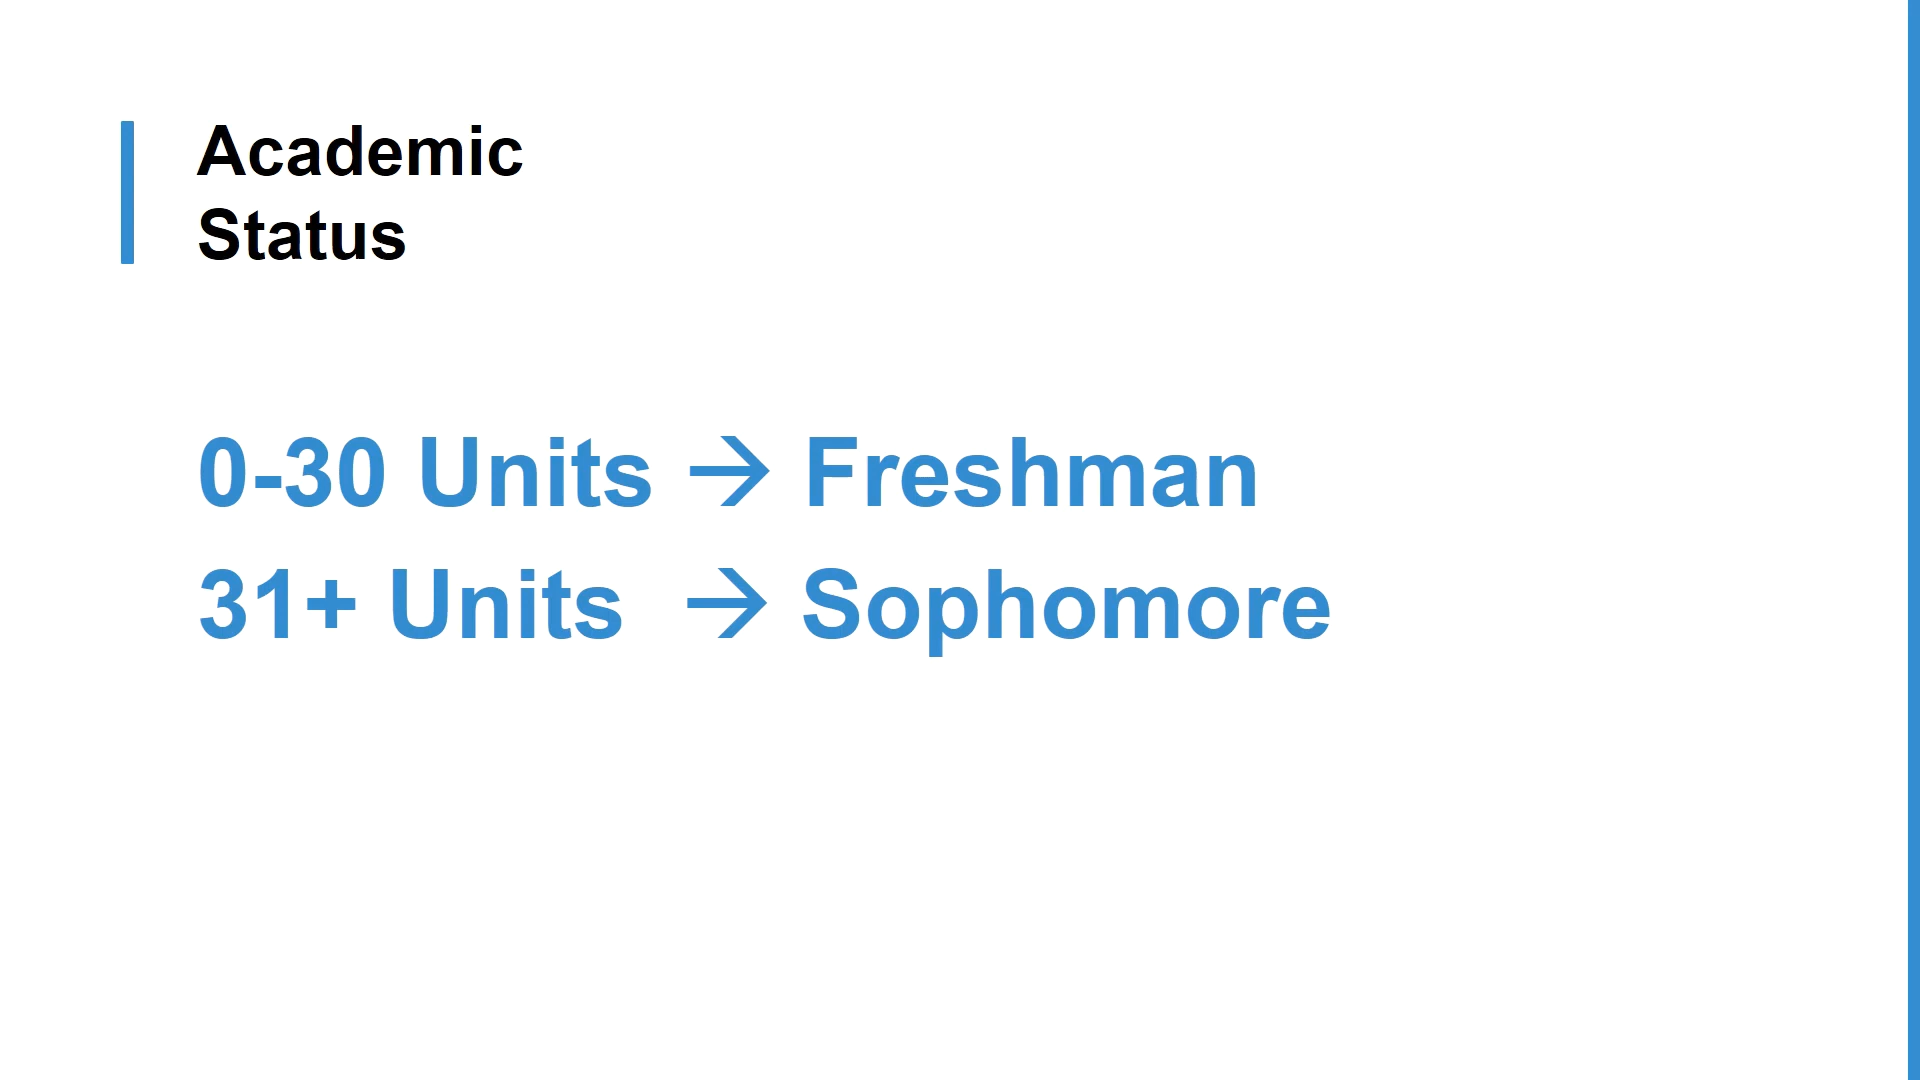 Academic
Status
0-30 Units → Freshman
31+ Units → Sophomore